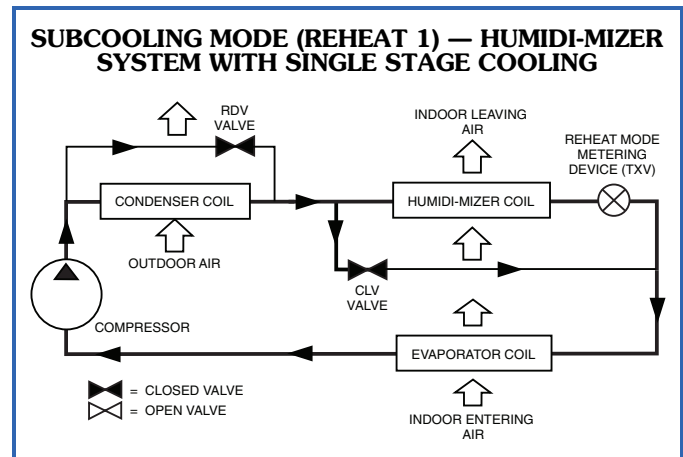 SUBCOOLING MODE (REHEAT 1) — HUMIDI-MIZER
SYSTEM WITH SINGLE STAGE COOLING
RDV
VALVE
INDOOR LEAVING
AIR
REHEAT MODE
METERING
DEVICE (TXV)
CONDENSER COIL
HUMIDI-MIZER COIL
OUTDOOR AIR
CLV
VALVE
COMPRESSOR
EVAPORATOR COIL
= CLOSED VALVE
= OPEN VALVE
INDOOR ENTERING
AIR